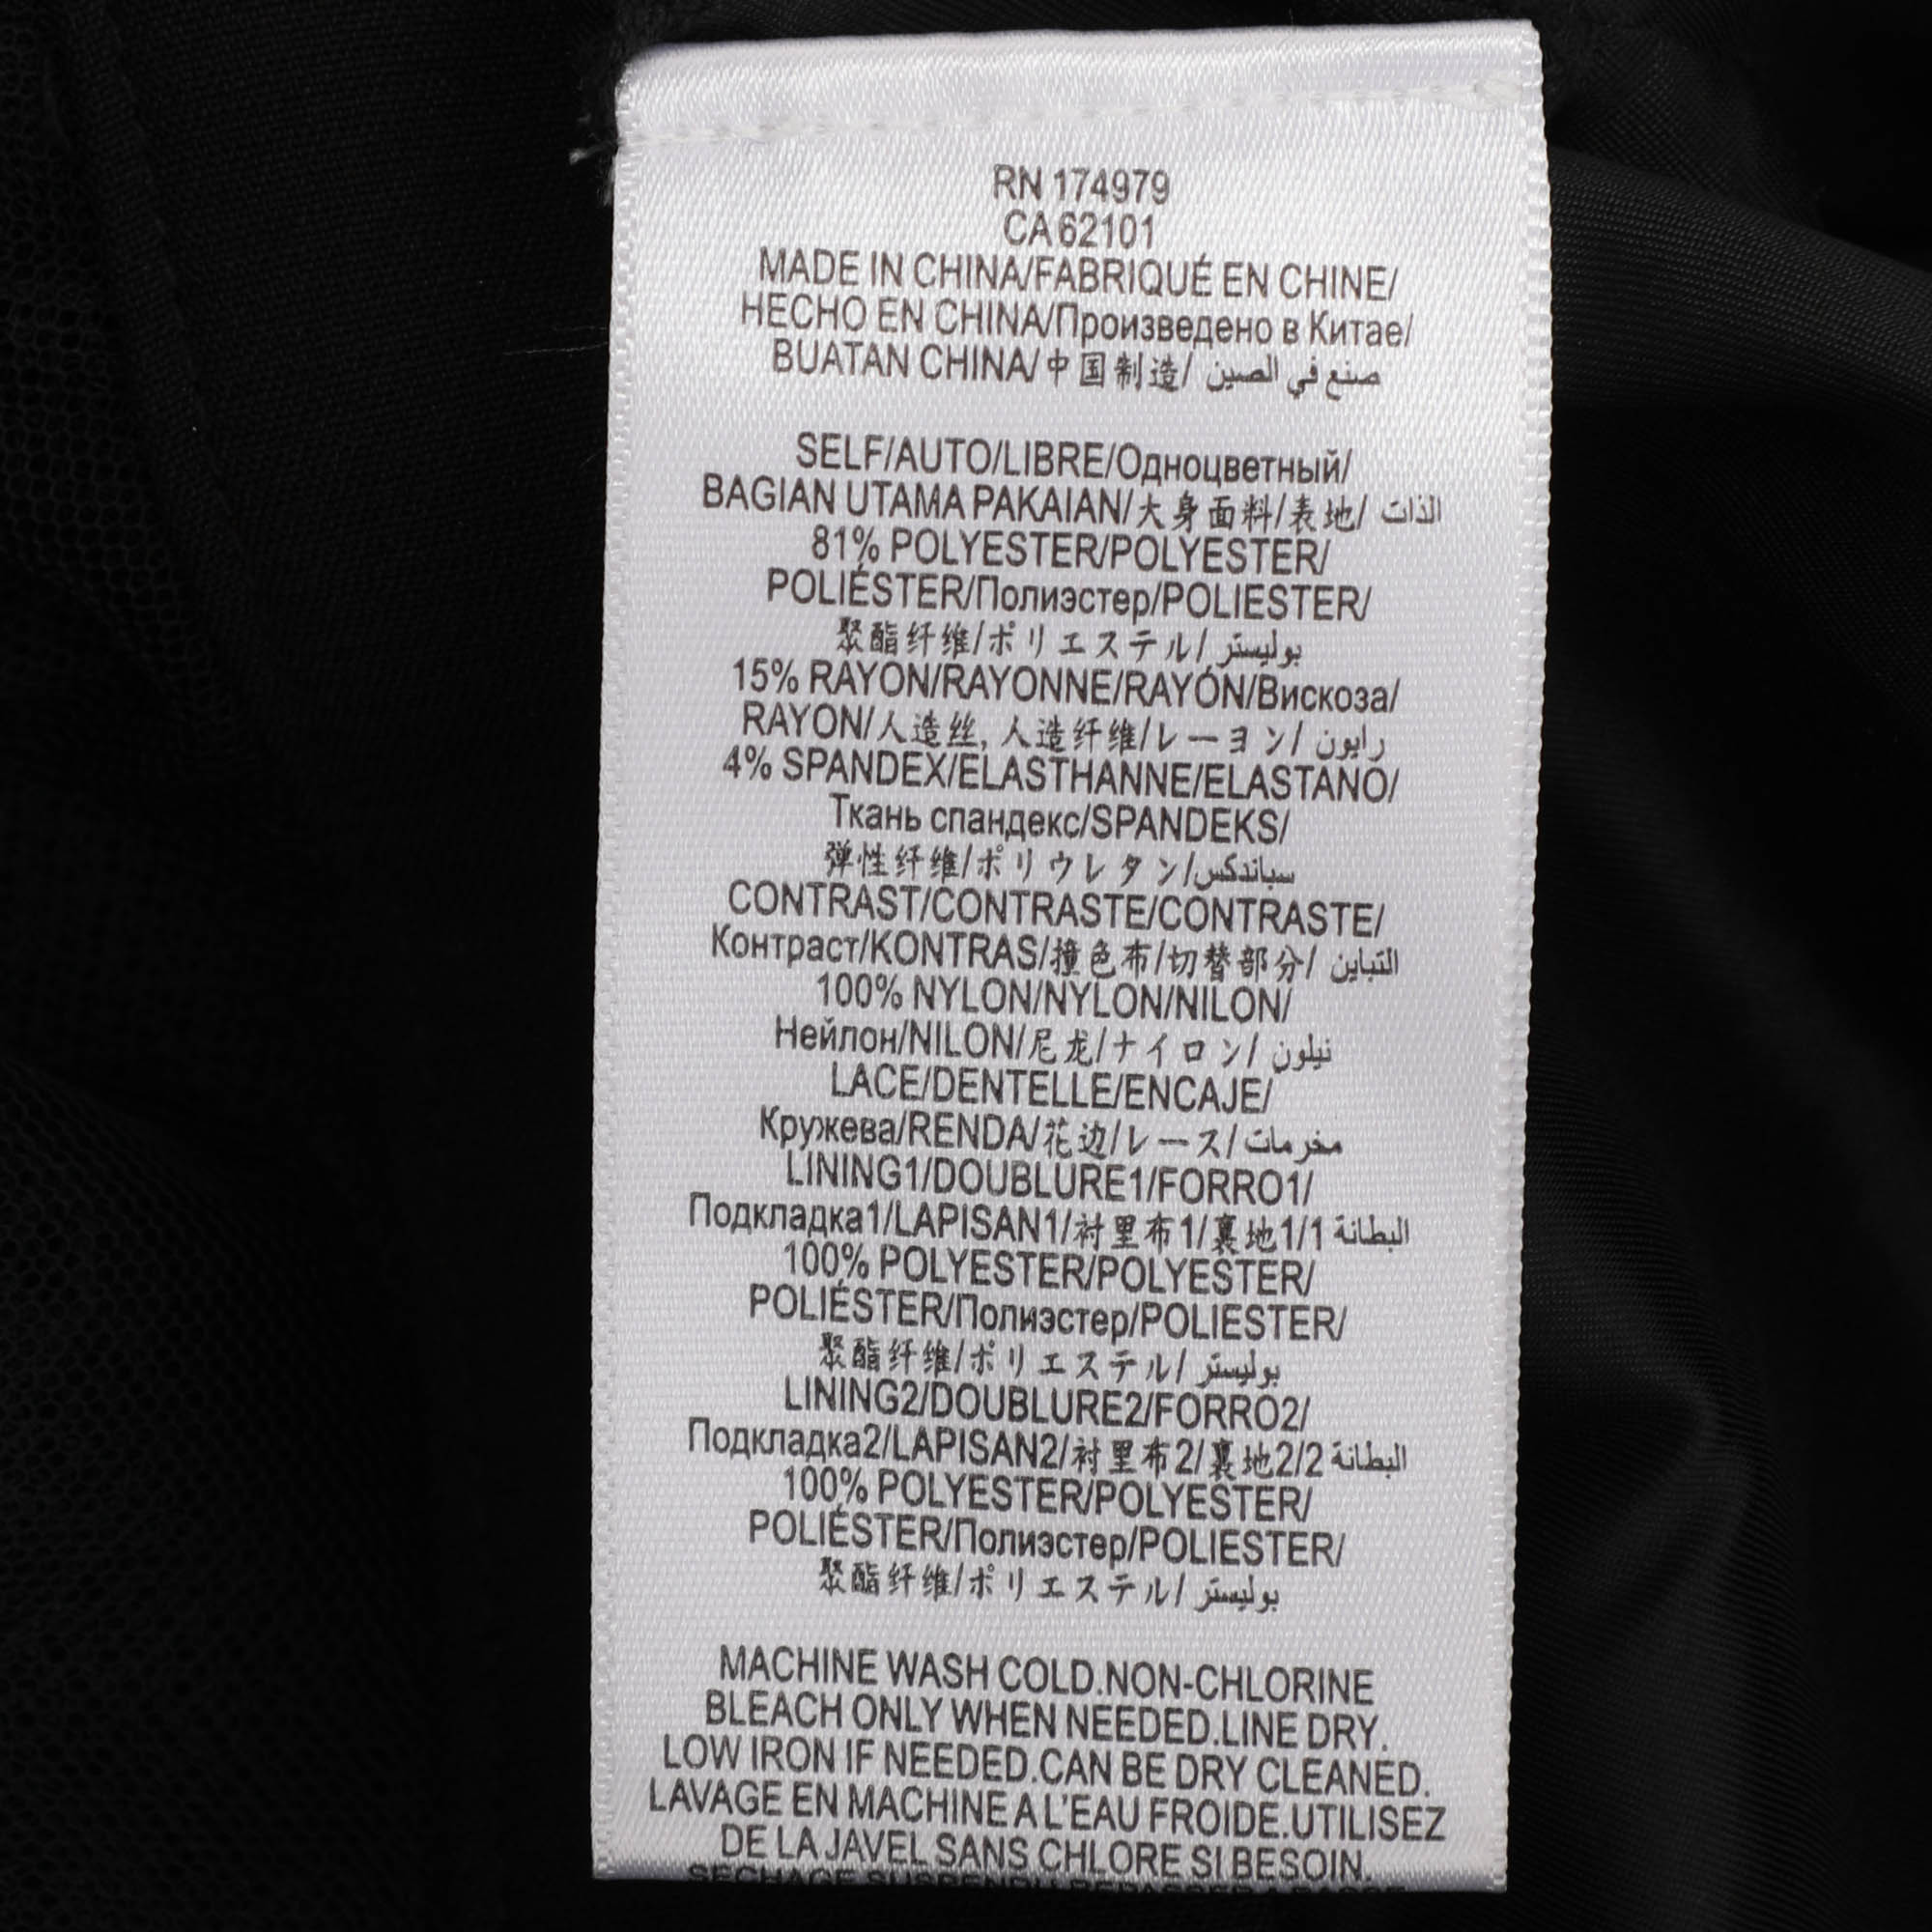 RN 174979
CA 62101
MADE IN CHINA/FABRIQUÉ EN CHINE/
HECHO EN CHINA/Произведено в Китае/
BUATAN CHINA/中国制造/ صنع في الصين
SELF/AUTO/LIBRE/Одноцветный/
BAGIAN UTAMA PAKAIAN/大身面料/表地/ الذات
81% POLYESTER/POLYESTER/
POLIÉSTER/Полиэстер/POLIESTER/
聚酯纤维/ポリエステル/ بوليستر
15% RAYON/RAYONNE/RAYÓN/Вискоза/
RAYON/人造丝, 人造纤维/レーヨン/ رايون
4% SPANDEX/ELASTHANNE/ELASTANO/
Ткань спандекс/SPANDEKS/
弹性纤维/ポリウレタン/سباندكس
CONTRAST/CONTRASTE/CONTRASTE/
Контраст/KONTRAS/撞色布/切替部分/ التباين
100% NYLON/NYLON/NILON/
Нейлон/NILON/尼龙/ナイロン/ نيلون
LACE/DENTELLE/ENCAJE/
Кружева/RENDA/花边/レース/ مخرمات
LINING1/DOUBLURE1/FORRO1/
Подкладка1/LAPISAN1/衬里布1/裏地1/1 البطانة
100% POLYESTER/POLYESTER/
POLIÉSTER/Полиэстер/POLIESTER/
聚酯纤维/ポリエステル/ بوليستر
LINING2/DOUBLURE2/FORRO2/
Подкладка2/LAPISAN2/衬里布2/裏地2/2 البطانة
100% POLYESTER/POLYESTER/
POLIÉSTER/Полиэстер/POLIESTER/
聚酯纤维/ポリエステル/ بوليستر
MACHINE WASH COLD.NON-CHLORINE
BLEACH ONLY WHEN NEEDED.LINE DRY.
LOW IRON IF NEEDED.CAN BE DRY CLEANED.
LAVAGE EN MACHINE A L'EAU FROIDE.UTILISEZ
DE LA JAVEL SANS CHLORE SI BESOIN.